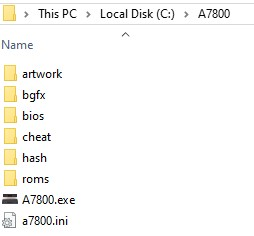 This PC > Local Disk (C:) > A7800
Name
artwork
bgfx
bios
cheat
hash
roms
A7800.exe
a7800.ini